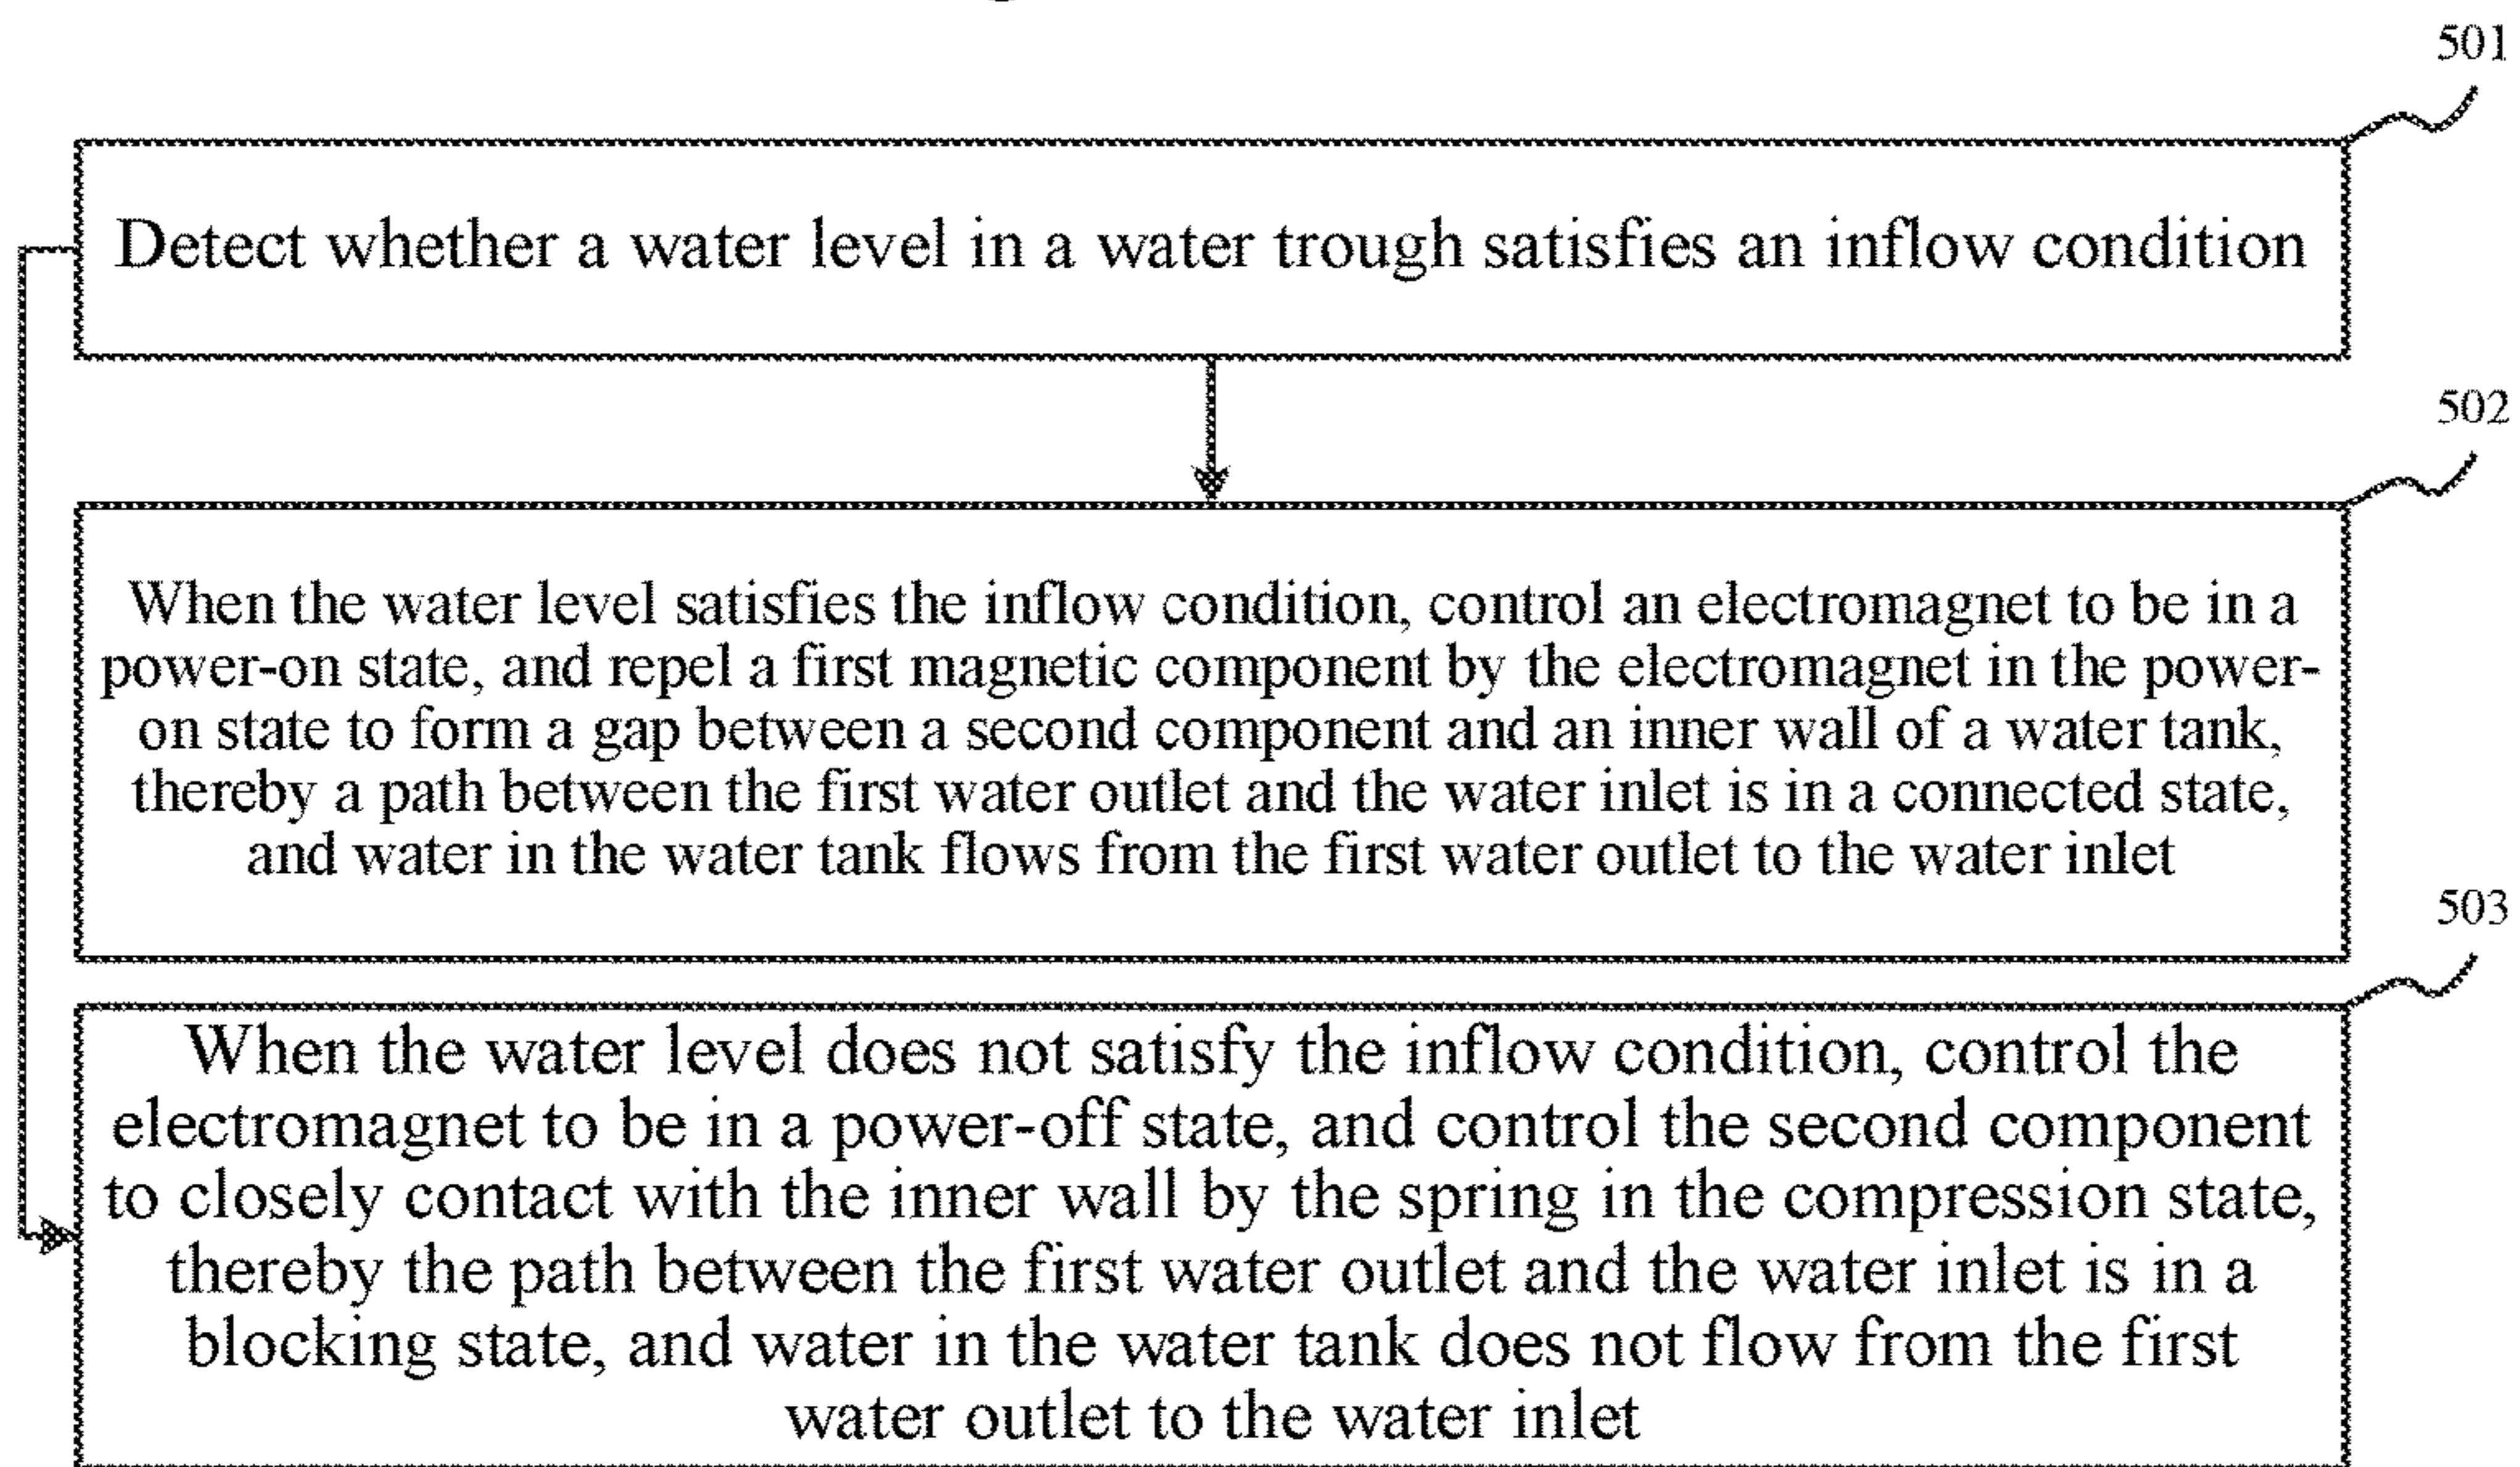 501
Detect whether a water level in a water trough satisfies an inflow condition
502
When the water level satisfies the inflow condition, control an electromagnet to be in a
power-on state, and repel a first magnetic component by the electromagnet in the power-
on state to form a gap between a second component and an inner wall of a water tank,
thereby a path between the first water outlet and the water inlet is in a connected state,
and water in the water tank flows from the first water outlet to the water inlet
503
When the water level does not satisfy the inflow condition, control the
electromagnet to be in a power-off state, and control the second component
to closely contact with the inner wall by the spring in the compression state,
thereby the path between the first water outlet and the water inlet is in a
blocking state, and water in the water tank does not flow from the first
water outlet to the water inlet